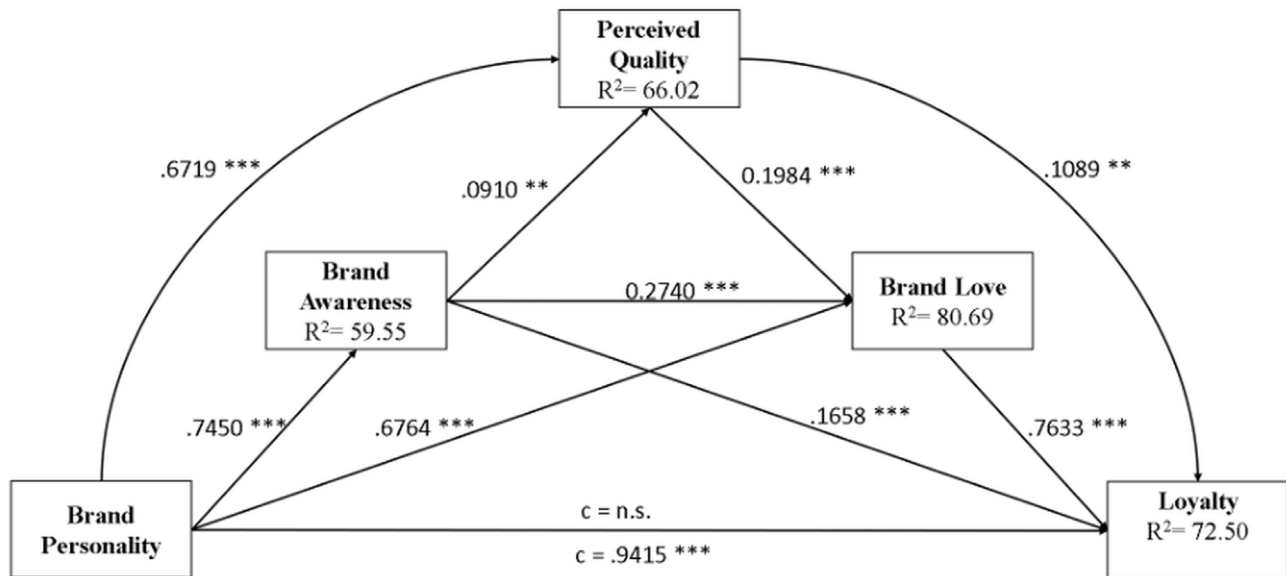 Perceived
Quality
R²= 66.02
.6719 ***
.1089 **
.0910 **
0.1984 ***
Brand
Awareness
R²= 59.55
0.2740 ***
Brand Love
R²= 80.69
.7450 ***
.6764 ***
.1658 ***
.7633 ***
Brand
Personality
c = n.s.
c = .9415 ***
Loyalty
R²= 72.50